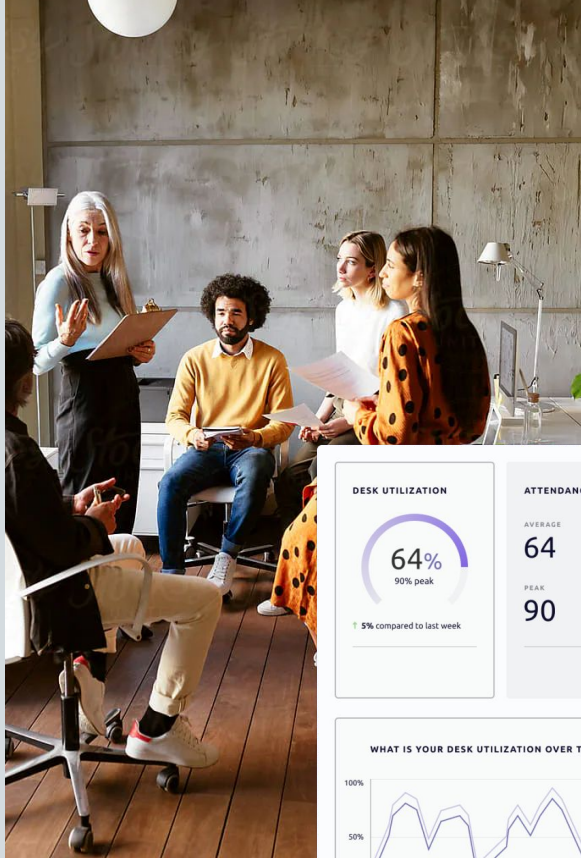 DESK UTILIZATION
64%
90% peak
↑ 5% compared to last week
ATTENDANC
AVERAGE
64
PEAK
90
WHAT IS YOUR DESK UTILIZATION OVER T
100%
50%